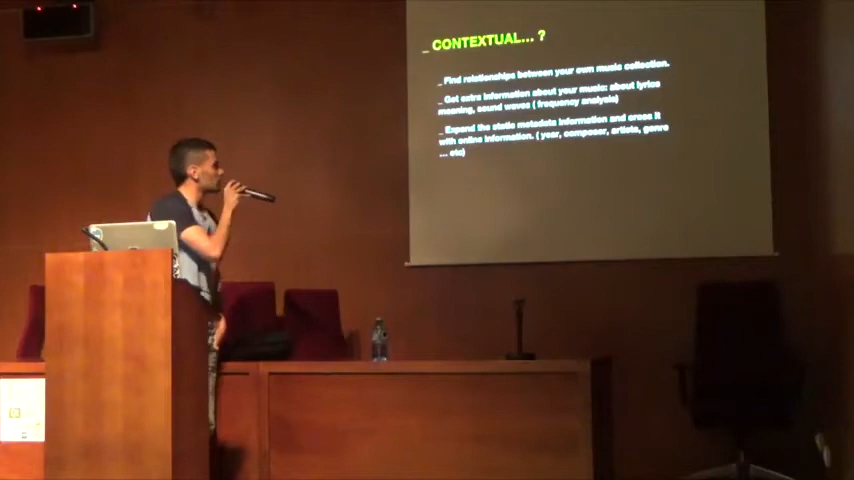 _ CONTEXTUAL... ?
_ Find relationships between your own music collection.
_ Get extra information about your music: about lyrics
meaning, sound waves ( frequency analysis)
_ Expand the static metadata information and cross it
with online information. ( year, composer, artists, genre
... etc)